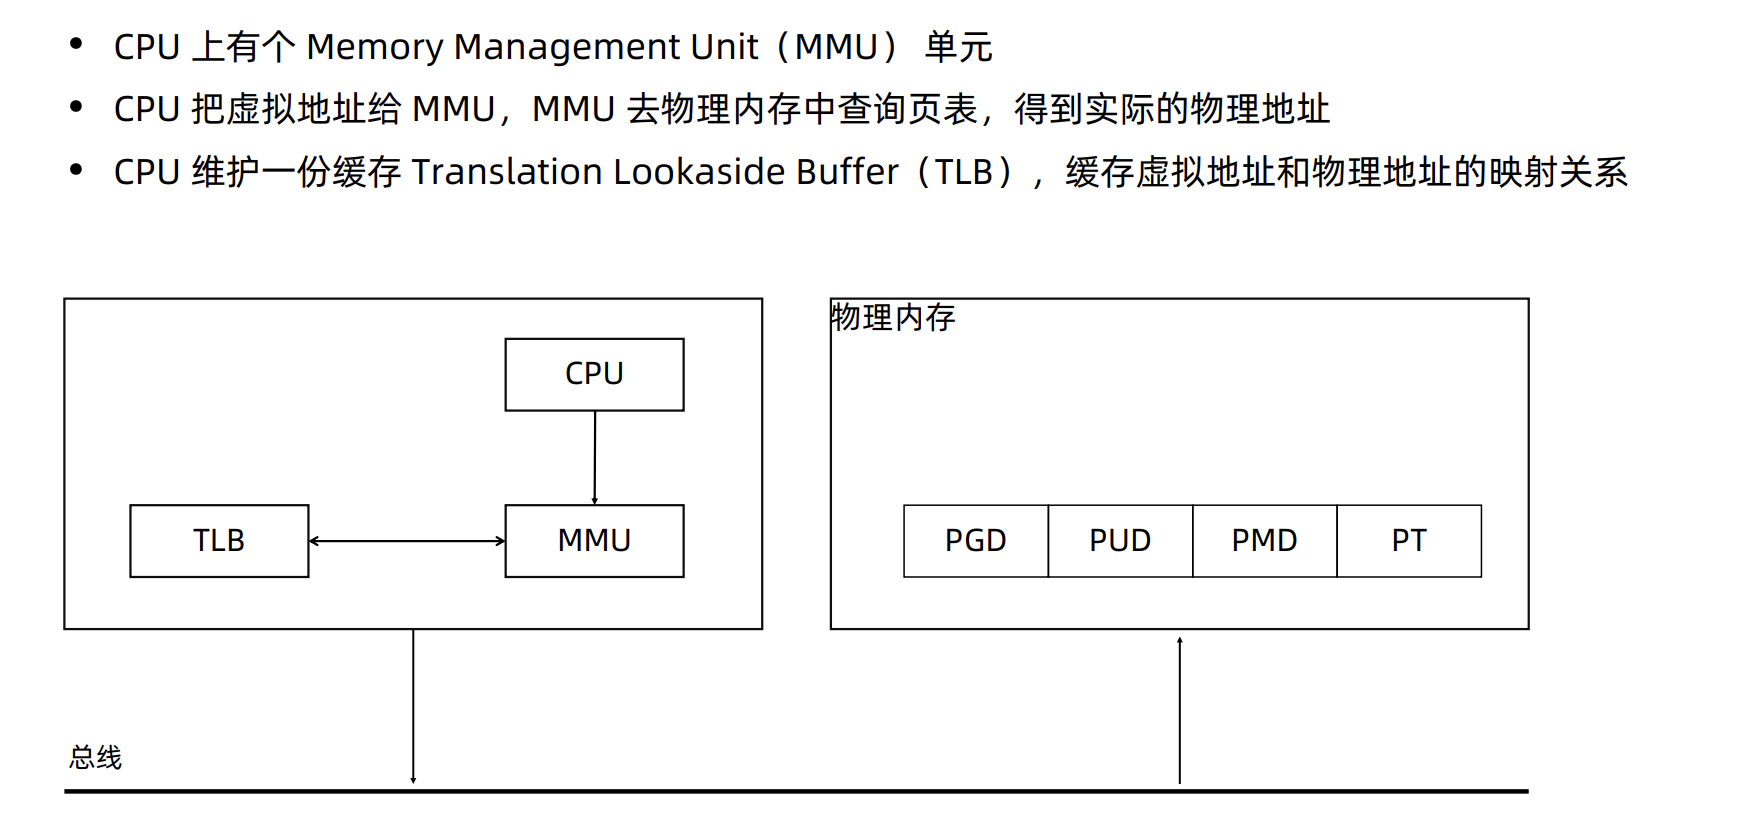 • CPU 上有个 Memory Management Unit（MMU） 单元
• CPU 把虚拟地址给 MMU，MMU 去物理内存中查询页表，得到实际的物理地址
• CPU 维护一份缓存 Translation Lookaside Buffer（TLB），缓存虚拟地址和物理地址的映射关系
物理内存
CPU
TLB
MMU
PGD
PUD
PMD
PT
总线